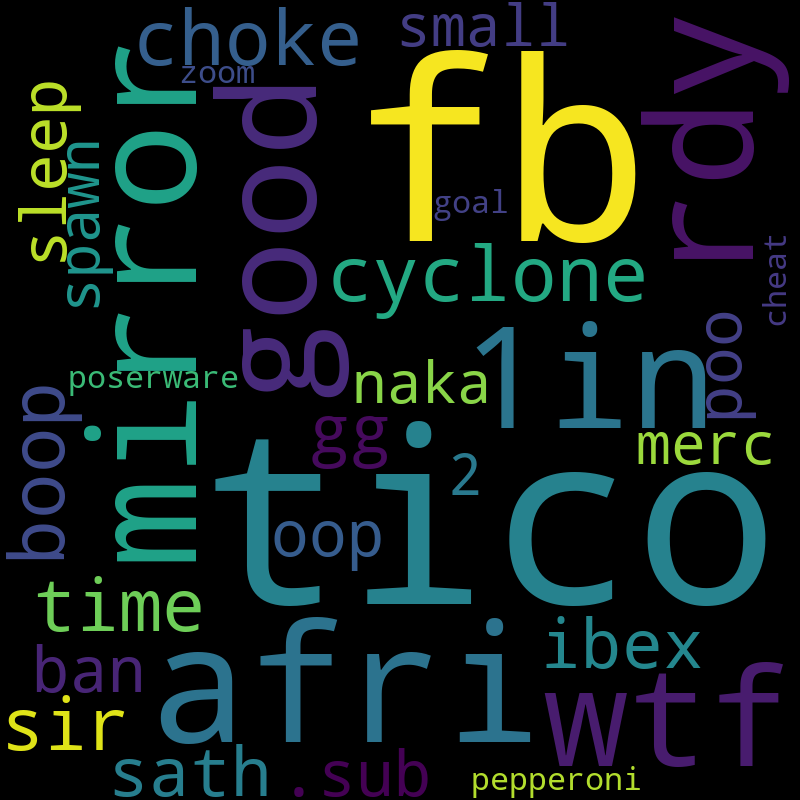 choke
small
zoom
fb
rdy
sleep
spawn
mirror
good
goal
cyclone
cheat
poo
1in
poserware
naka
boop
gg
2
merc
tico
oop
time
afri
ibex
ban
wtf
sir
sath
.sub
pepperoni